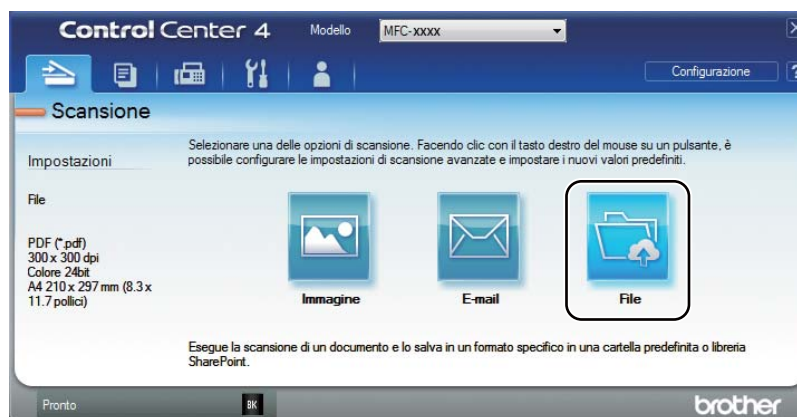 Control Center 4
Modello
MFC-xxxx
Configurazione
?
Scansione
Impostazioni
Selezionare una delle opzioni di scansione. Facendo clic con il tasto destro del mouse su un pulsante, è
possibile configurare le impostazioni di scansione avanzate e impostare i nuovi valori predefiniti.
File
PDF (*.pdf)
300 x 300 dpi
Colore 24bit
A4 210 x 297 mm (8.3 x
11.7 pollici)
Immagine
E-mail
File
Esegue la scansione di un documento e lo salva in un formato specifico in una cartella predefinita o libreria
SharePoint.
Pronto
BK
brother